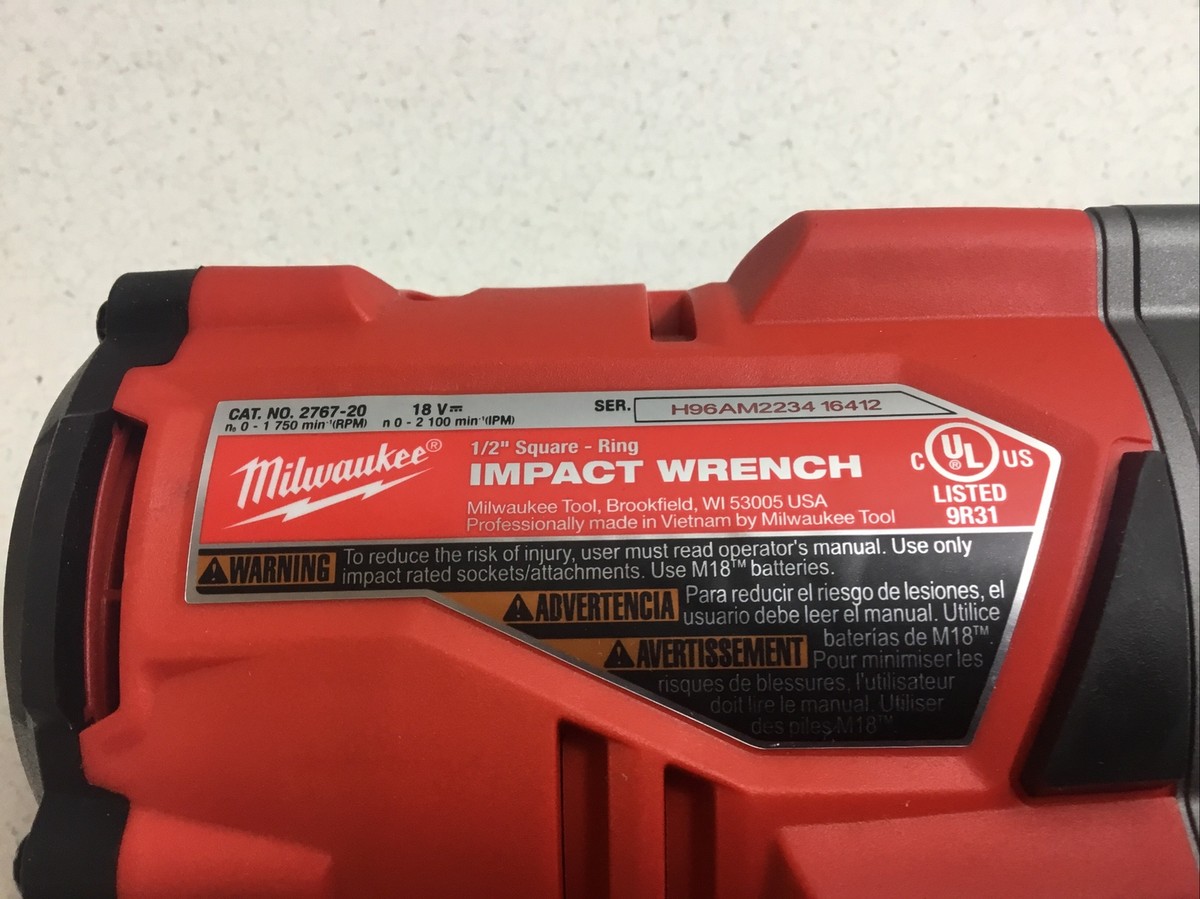 CAT. NO. 2767-20 18 V⎓ SER. H96AM2234 16412
n₀ 0 - 1 750 min⁻¹(RPM) n 0 - 2 100 min⁻¹(IPM)
Milwaukee®
1/2" Square - Ring
IMPACT WRENCH
Milwaukee Tool, Brookfield, WI 53005 USA
Professionally made in Vietnam by Milwaukee Tool
C UL® US
LISTED
9R31
WARNING To reduce the risk of injury, user must read operator's manual. Use only
impact rated sockets/attachments. Use M18™ batteries.
ADVERTENCIA Para reducir el riesgo de lesiones, el
usuario debe leer el manual. Utilice
baterías de M18™.
AVERTISSEMENT Pour minimiser les
risques de blessures, l'utilisateur
doit lire le manual. Utiliser
des piles M18™